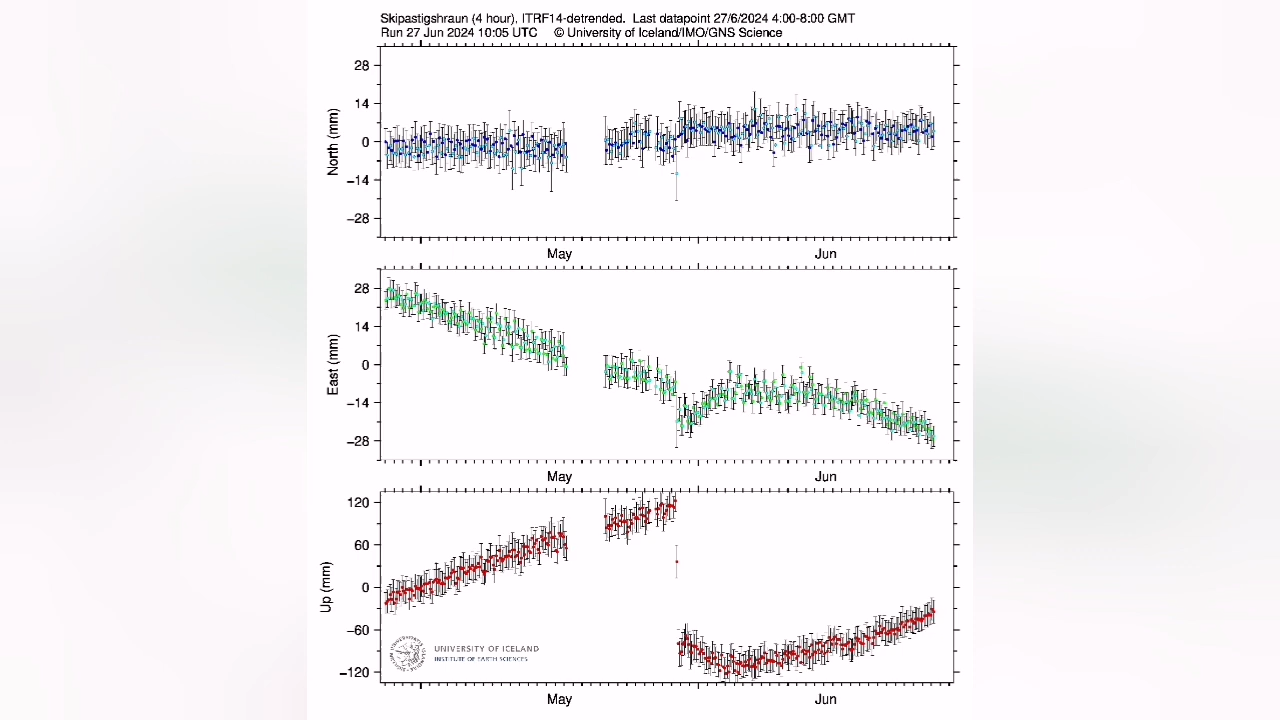 Skipastigshraun (4 hour), ITRF14-detrended. Last datapoint 27/6/2024 4:00-8:00 GMT
Run 27 Jun 2024 10:05 UTC © University of Iceland/IMO/GNS Science
28
14
0
−14
−28
North (mm)
May Jun
28
14
0
−14
−28
East (mm)
May Jun
120
60
0
−60
−120
Up (mm)
UNIVERSITY OF ICELAND
INSTITUTE OF EARTH SCIENCES
May Jun